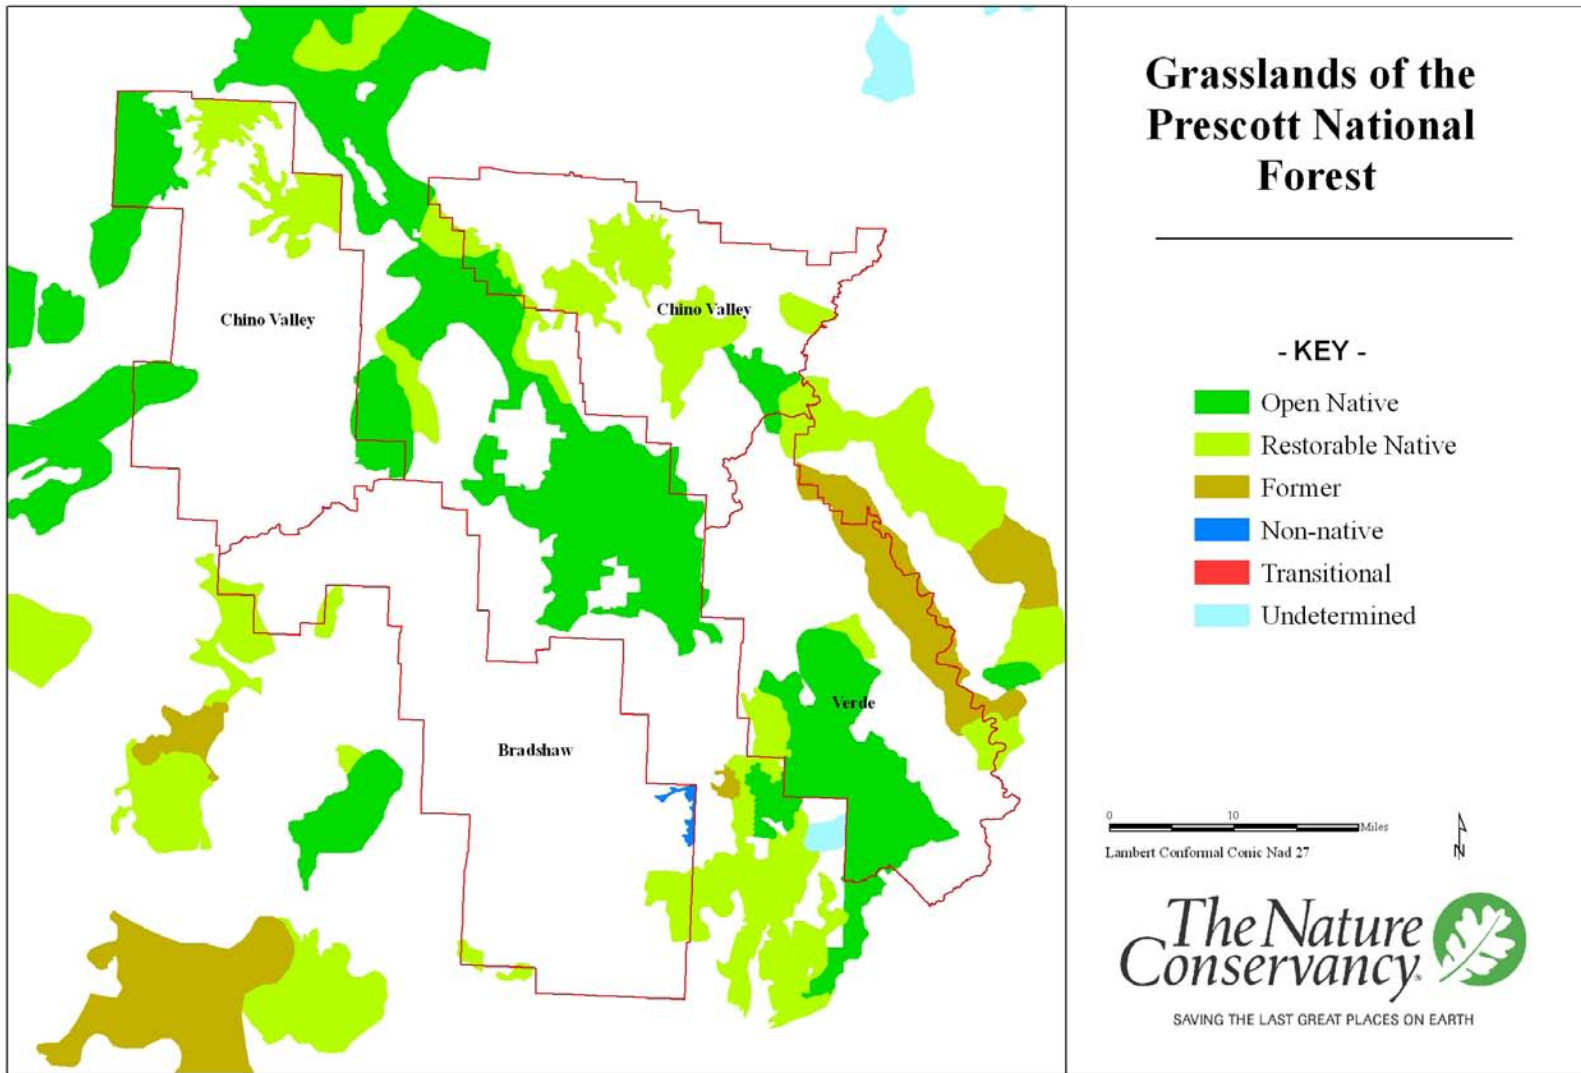 Grasslands of the
Prescott National
Forest
Chino Valley
Chino Valley
Verde
Bradshaw
- KEY -
Open Native
Restorable Native
Former
Non-native
Transitional
Undetermined
0 10
Miles
Lambert Conformal Conic Nad 27
N
The Nature
Conservancy®
SAVING THE LAST GREAT PLACES ON EARTH